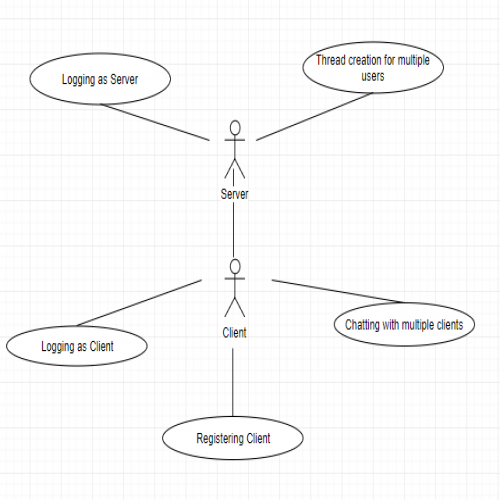 Logging as Server
Thread creation for multiple
users
Server
Client
Logging as Client
Chatting with multiple clients
Registering Client